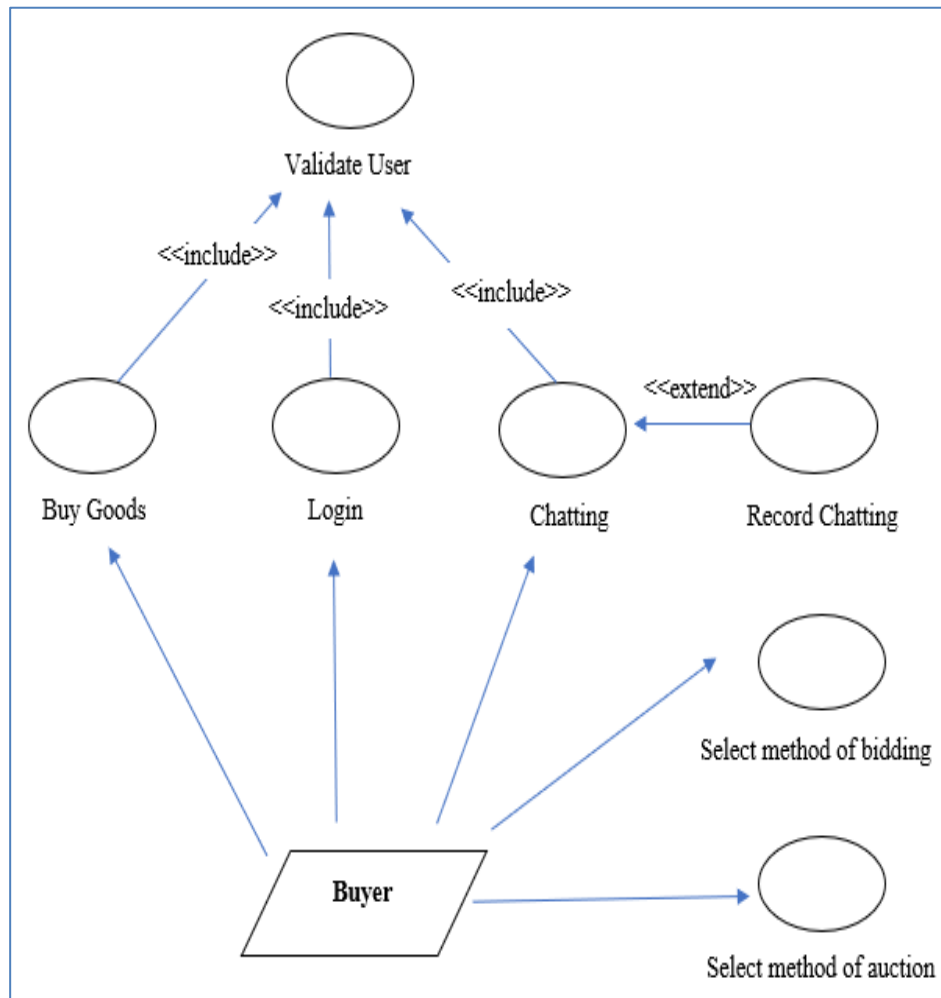 Validate User
<<include>>
<<include>>
<<include>>
<<extend>>
Buy Goods
Login
Chatting
Record Chatting
Select method of bidding
Buyer
Select method of auction